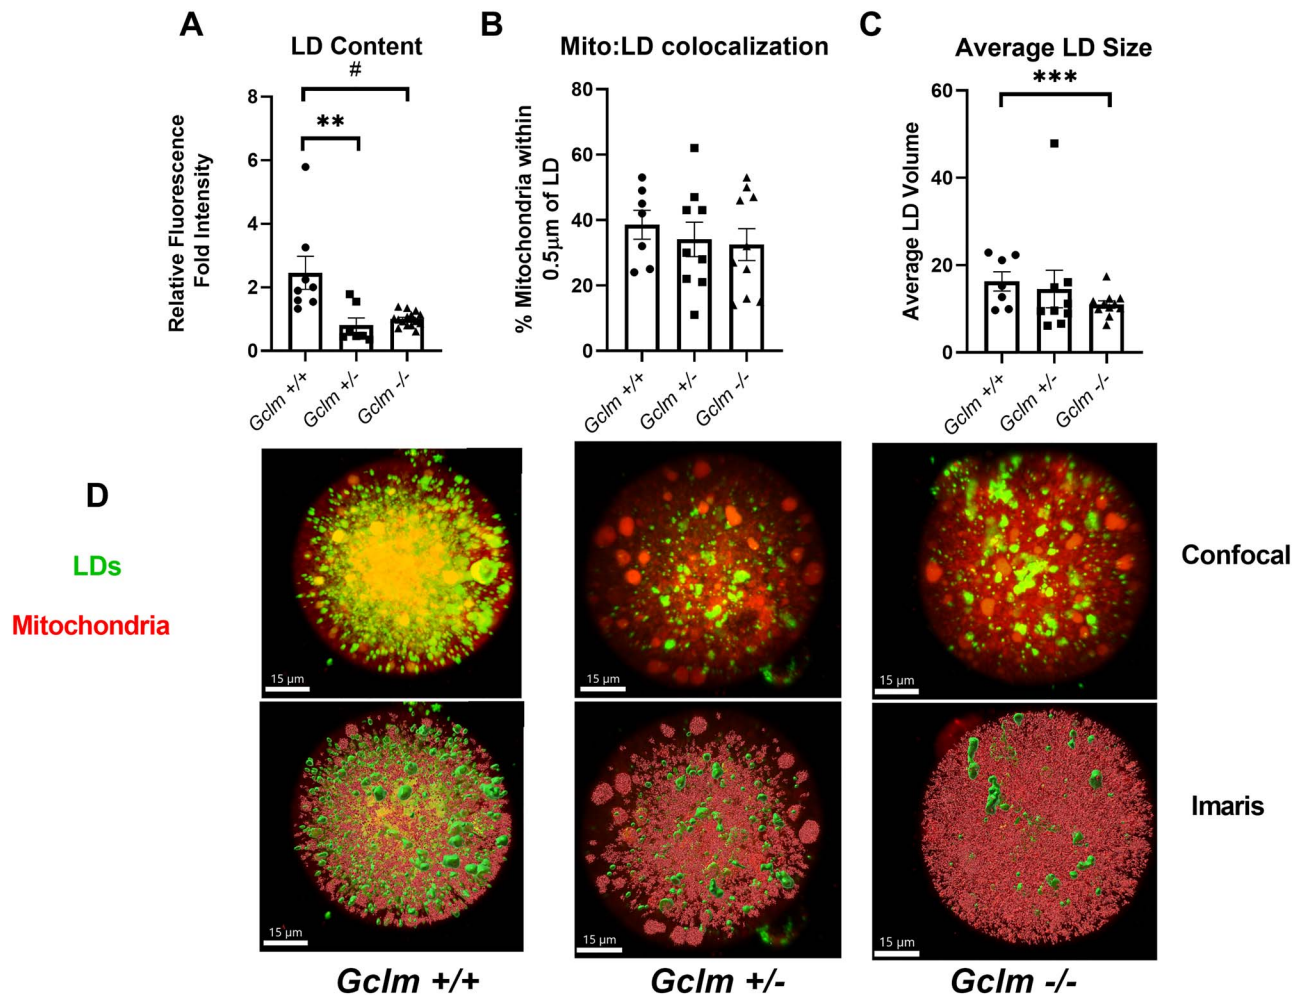 A
LD Content
#
**
8
6
4
2
0
Relative Fluorescence
Fold Intensity
Gclm +/+
Gclm +/-
Gclm -/-
B
Mito:LD colocalization
80
60
40
20
0
% Mitochondria within
0.5μm of LD
Gclm +/+
Gclm +/-
Gclm -/-
C
Average LD Size
***
60
40
20
0
Average LD Volume
Gclm +/+
Gclm +/-
Gclm -/-
D
LDs
Mitochondria
15 μm
15 μm
15 μm
Confocal
15 μm
15 μm
15 μm
Imaris
Gclm +/+
Gclm +/-
Gclm -/-